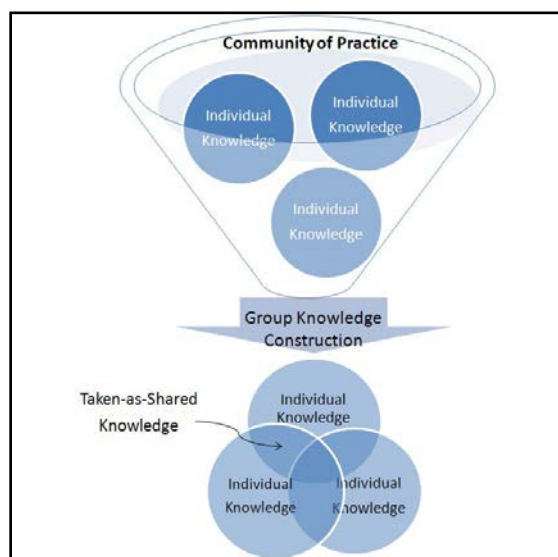 Community of Practice
Individual
Knowledge
Individual
Knowledge
Individual
Knowledge
Group Knowledge
Construction
Taken-as-Shared
Knowledge
Individual
Knowledge
Individual
Knowledge
Individual
Knowledge